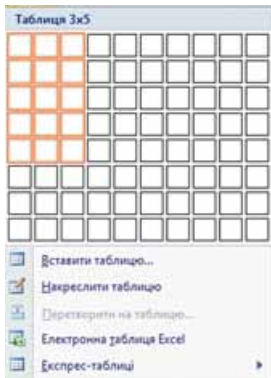 Таблиця 3x5
Вставити таблицю...
Накреслити таблицю
Перетворити на таблицю...
Електронна таблиця Excel
Експрес-таблиці